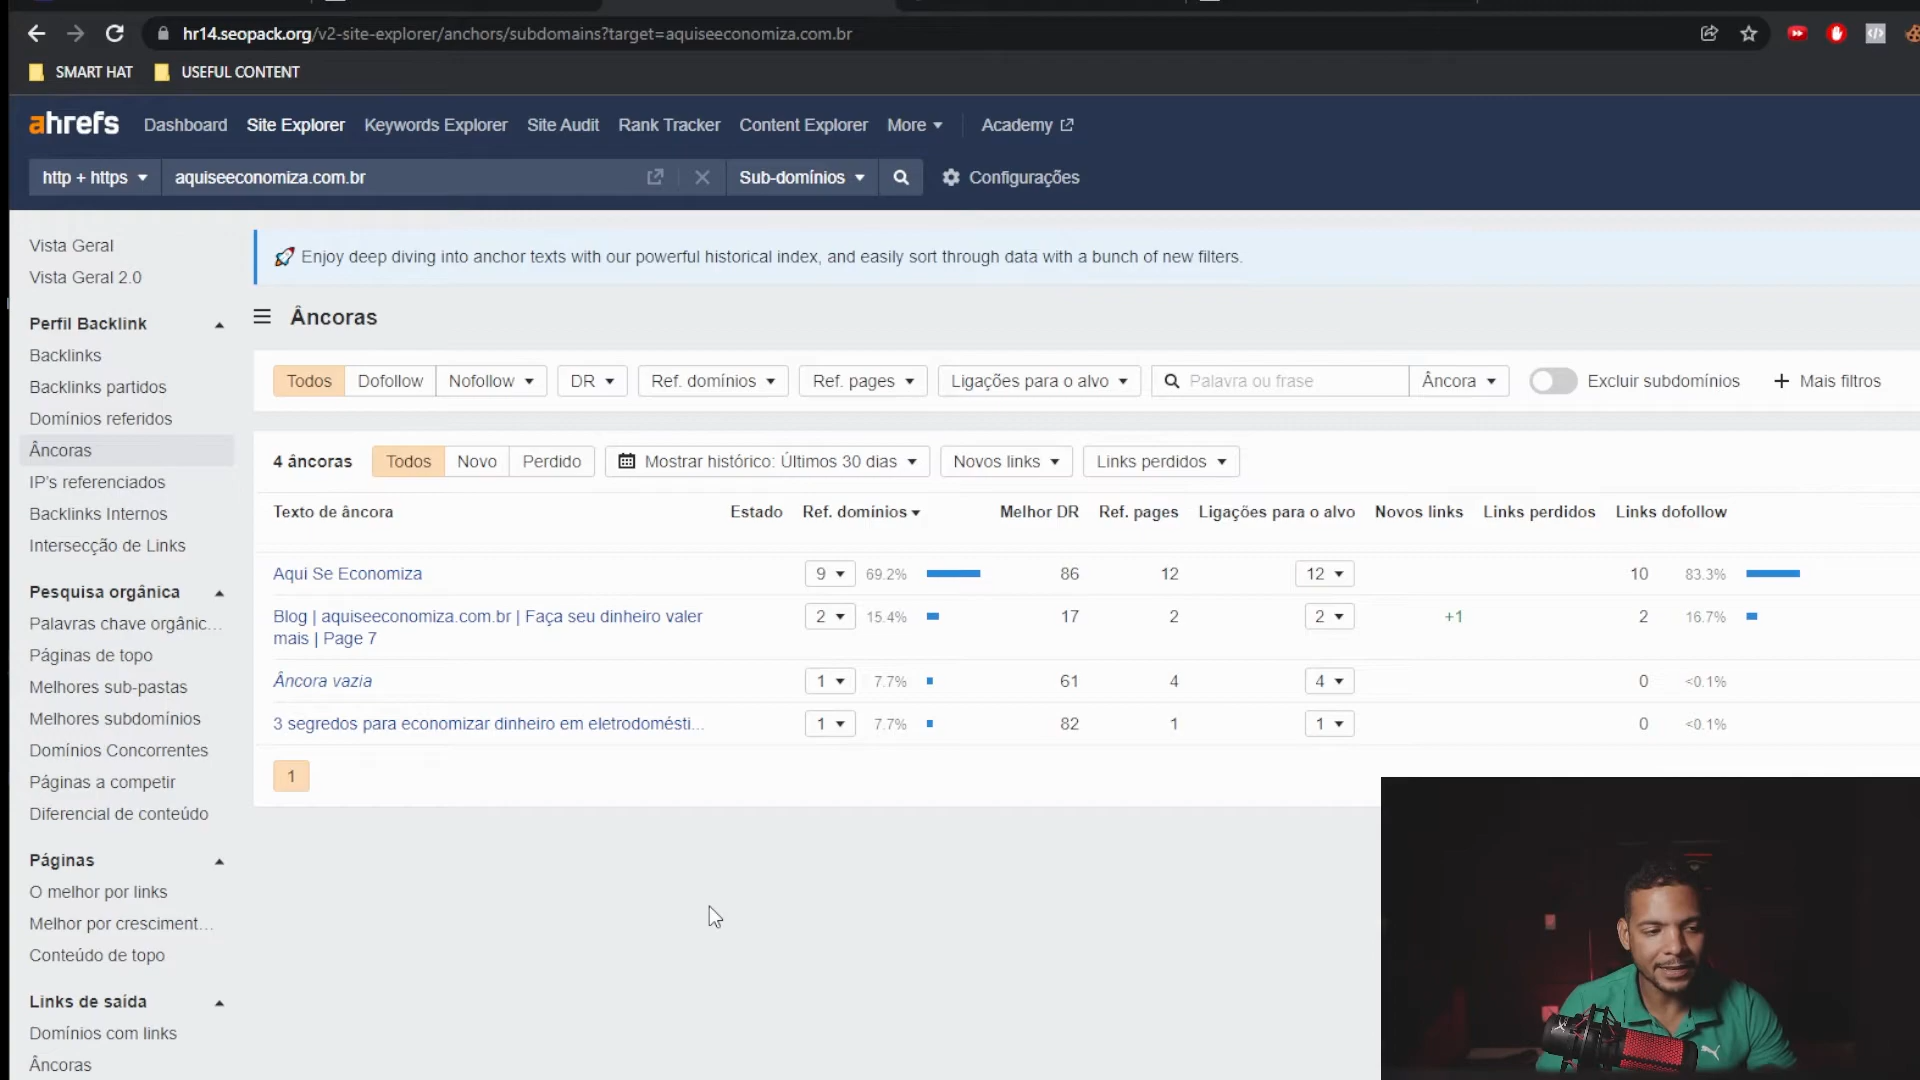 hr14.seopack.org/v2-site-explorer/anchors/subdomains?target=aquiseeconomiza.com.br
SMART HAT USEFUL CONTENT
ahrefs Dashboard Site Explorer Keywords Explorer Site Audit Rank Tracker Content Explorer More Academy
http + https aquiseeconomiza.com.br Sub-domínios Configurações
Vista Geral
Vista Geral 2.0
Perfil Backlink
Backlinks
Backlinks partidos
Domínios referidos
Âncoras
IP's referenciados
Backlinks Internos
Intersecção de Links
Pesquisa orgânica
Palavras chave orgânic...
Páginas de topo
Melhores sub-pastas
Melhores subdomínios
Domínios Concorrentes
Páginas a competir
Diferencial de conteúdo
Páginas
O melhor por links
Melhor por cresciment...
Conteúdo de topo
Links de saída
Domínios com links
Âncoras
Enjoy deep diving into anchor texts with our powerful historical index, and easily sort through data with a bunch of new filters.
Âncoras
Todos Dofollow Nofollow DR Ref. domínios Ref. pages Ligações para o alvo Palavra ou frase Âncora Excluir subdomínios + Mais filtros
4 âncoras Todos Novo Perdido Mostrar histórico: Últimos 30 dias Novos links Links perdidos
Texto de âncora Estado Ref. domínios Melhor DR Ref. pages Ligações para o alvo Novos links Links perdidos Links dofollow
Aqui Se Economiza 9 69.2% 86 12 12 10 83.3%
Blog | aquiseeconomiza.com.br | Faça seu dinheiro valer 2 15.4% 17 2 2 +1 2 16.7%
mais | Page 7
Âncora vazia 1 7.7% 61 4 4 0 <0.1%
3 segredos para economizar dinheiro em eletrodomésti... 1 7.7% 82 1 1 0 <0.1%
1